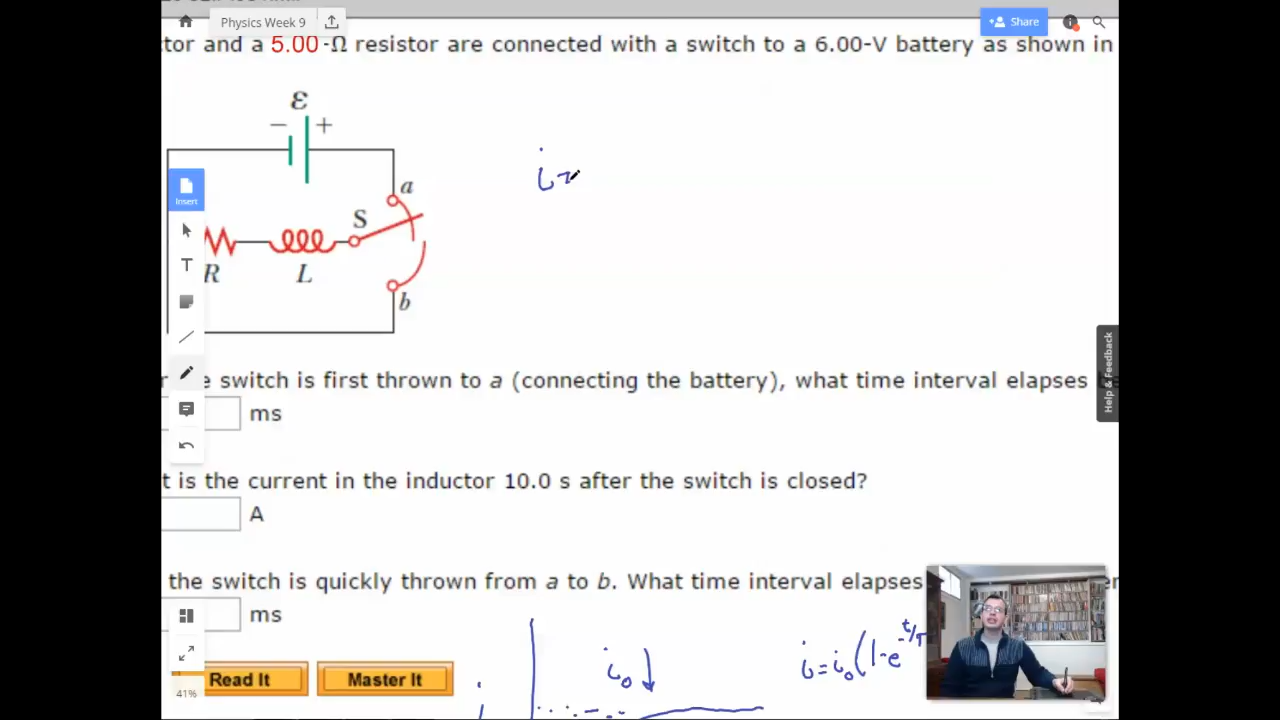 Physics Week 9
Share
ctor and a 5.00-Ω resistor are connected with a switch to a 6.00-V battery as shown in
ε
− +
a
i=
Insert
S
R L
b
T
Help & Feedback
e switch is first thrown to a (connecting the battery), what time interval elapses
ms
t is the current in the inductor 10.0 s after the switch is closed?
A
the switch is quickly thrown from a to b. What time interval elapses
ms
i₀ i=i₀(1-e^-t/τ
Read It Master It
i
41%